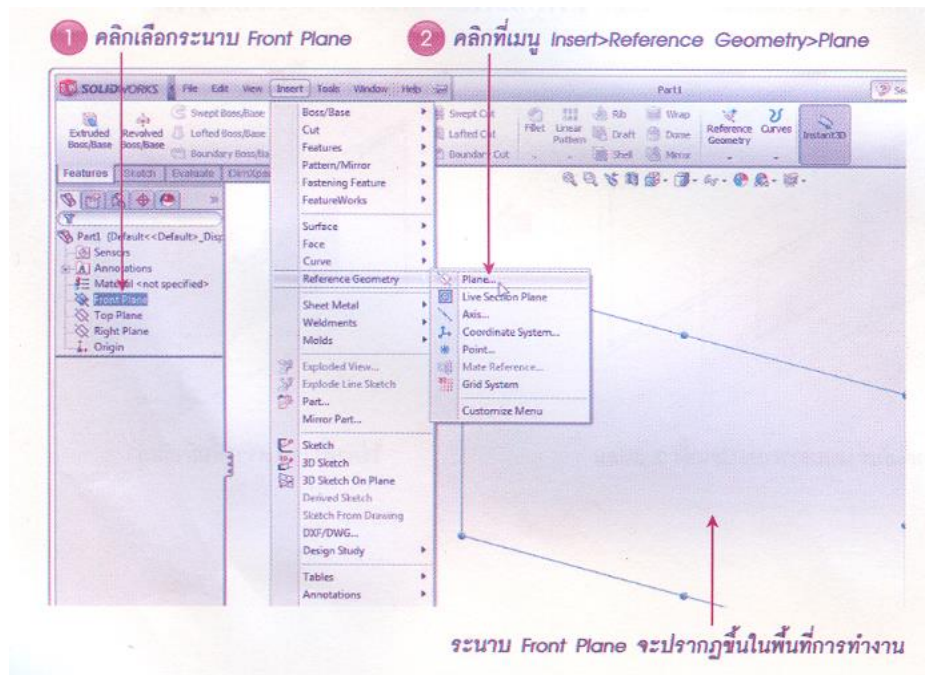 1 คลิกเลือกระนาบ Front Plane
2 คลิกที่เมนู Insert>Reference Geometry>Plane
SOLIDWORKS File Edit View Insert Tools Window Help
Part1
Extruded Boss/Base
Revolved Boss/Base
Swept Boss/Base
Lofted Boss/Base
Boundary Boss/Ba
Swept Cut
Lofted Cut
Boundary Cut
Fillet
Linear Pattern
Rib
Draft
Shell
Wrap
Dome
Mirror
Reference Geometry
Curves
Instant3D
Features Sketch Evaluate DimXpe
Part1 (Default<<Default>_Disp
Sensors
Annotations
Material <not specified>
Front Plane
Top Plane
Right Plane
Origin
Boss/Base
Cut
Features
Pattern/Mirror
Fastening Feature
FeatureWorks
Surface
Face
Curve
Reference Geometry
Sheet Metal
Weldments
Molds
Exploded View...
Explode Line Sketch
Part...
Mirror Part...
Sketch
3D Sketch
3D Sketch On Plane
Derived Sketch
Sketch From Drawing
DXF/DWG...
Design Study
Tables
Annotations
Plane...
Live Section Plane
Axis...
Coordinate System...
Point...
Mate Reference...
Grid System
Customize Menu
ระนาบ Front Plane จะปรากฏขึ้นในพื้นที่การทำงาน